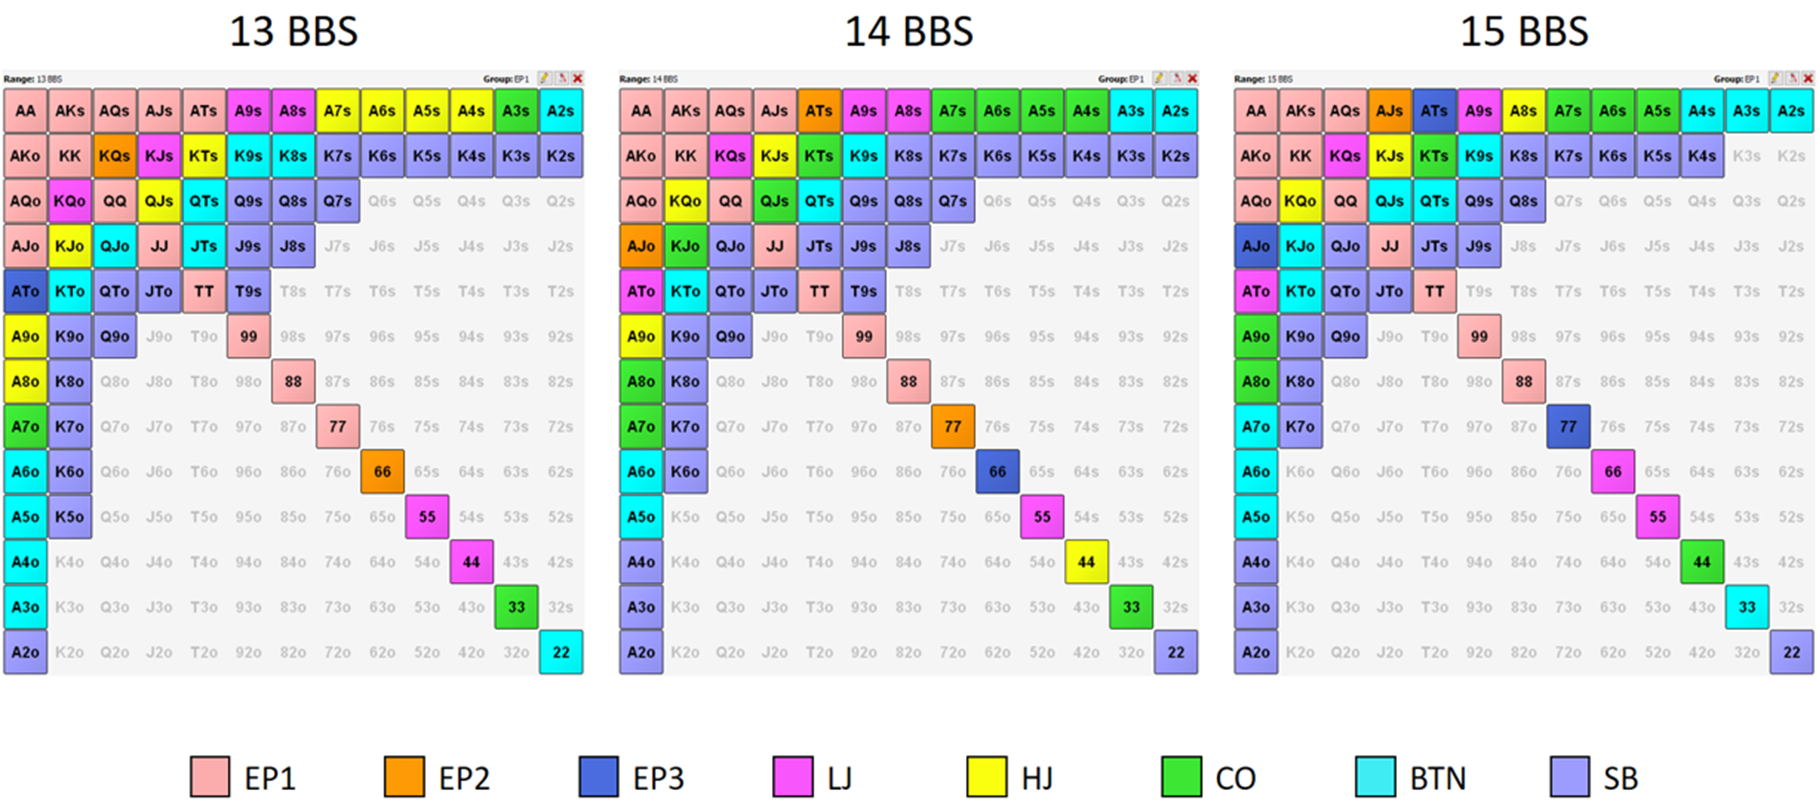 13 BBS 14 BBS 15 BBS
Range: 13 BBS Group: EP1 Range: 14 BBS Group: EP1 Range: 15 BBS Group: EP1
AA AKs AQs AJs ATs A9s A8s A7s A6s A5s A4s A3s A2s AA AKs AQs AJs ATs A9s A8s A7s A6s A5s A4s A3s A2s AA AKs AQs AJs ATs A9s A8s A7s A6s A5s A4s A3s A2s
AKo KK KQs KJs KTs K9s K8s K7s K6s K5s K4s K3s K2s AKo KK KQs KJs KTs K9s K8s K7s K6s K5s K4s K3s K2s AKo KK KQs KJs KTs K9s K8s K7s K6s K5s K4s K3s K2s
AQo KQo QQ QJs QTs Q9s Q8s Q7s Q6s Q5s Q4s Q3s Q2s AQo KQo QQ QJs QTs Q9s Q8s Q7s Q6s Q5s Q4s Q3s Q2s AQo KQo QQ QJs QTs Q9s Q8s Q7s Q6s Q5s Q4s Q3s Q2s
AJo KJo QJo JJ JTs J9s J8s J7s J6s J5s J4s J3s J2s AJo KJo QJo JJ JTs J9s J8s J7s J6s J5s J4s J3s J2s AJo KJo QJo JJ JTs J9s J8s J7s J6s J5s J4s J3s J2s
ATo KTo QTo JTo TT T9s T8s T7s T6s T5s T4s T3s T2s ATo KTo QTo JTo TT T9s T8s T7s T6s T5s T4s T3s T2s ATo KTo QTo JTo TT T9s T8s T7s T6s T5s T4s T3s T2s
A9o K9o Q9o J9o T9o 99 98s 97s 96s 95s 94s 93s 92s A9o K9o Q9o J9o T9o 99 98s 97s 96s 95s 94s 93s 92s A9o K9o Q9o J9o T9o 99 98s 97s 96s 95s 94s 93s 92s
A8o K8o Q8o J8o T8o 98o 88 87s 86s 85s 84s 83s 82s A8o K8o Q8o J8o T8o 98o 88 87s 86s 85s 84s 83s 82s A8o K8o Q8o J8o T8o 98o 88 87s 86s 85s 84s 83s 82s
A7o K7o Q7o J7o T7o 97o 87o 77 76s 75s 74s 73s 72s A7o K7o Q7o J7o T7o 97o 87o 77 76s 75s 74s 73s 72s A7o K7o Q7o J7o T7o 97o 87o 77 76s 75s 74s 73s 72s
A6o K6o Q6o J6o T6o 96o 86o 76o 66 65s 64s 63s 62s A6o K6o Q6o J6o T6o 96o 86o 76o 66 65s 64s 63s 62s A6o K6o Q6o J6o T6o 96o 86o 76o 66 65s 64s 63s 62s
A5o K5o Q5o J5o T5o 95o 85o 75o 65o 55 54s 53s 52s A5o K5o Q5o J5o T5o 95o 85o 75o 65o 55 54s 53s 52s A5o K5o Q5o J5o T5o 95o 85o 75o 65o 55 54s 53s 52s
A4o K4o Q4o J4o T4o 94o 84o 74o 64o 54o 44 43s 42s A4o K4o Q4o J4o T4o 94o 84o 74o 64o 54o 44 43s 42s A4o K4o Q4o J4o T4o 94o 84o 74o 64o 54o 44 43s 42s
A3o K3o Q3o J3o T3o 93o 83o 73o 63o 53o 43o 33 32s A3o K3o Q3o J3o T3o 93o 83o 73o 63o 53o 43o 33 32s A3o K3o Q3o J3o T3o 93o 83o 73o 63o 53o 43o 33 32s
A2o K2o Q2o J2o T2o 92o 82o 72o 62o 52o 42o 32o 22 A2o K2o Q2o J2o T2o 92o 82o 72o 62o 52o 42o 32o 22 A2o K2o Q2o J2o T2o 92o 82o 72o 62o 52o 42o 32o 22
EP1 EP2 EP3 LJ HJ CO BTN SB